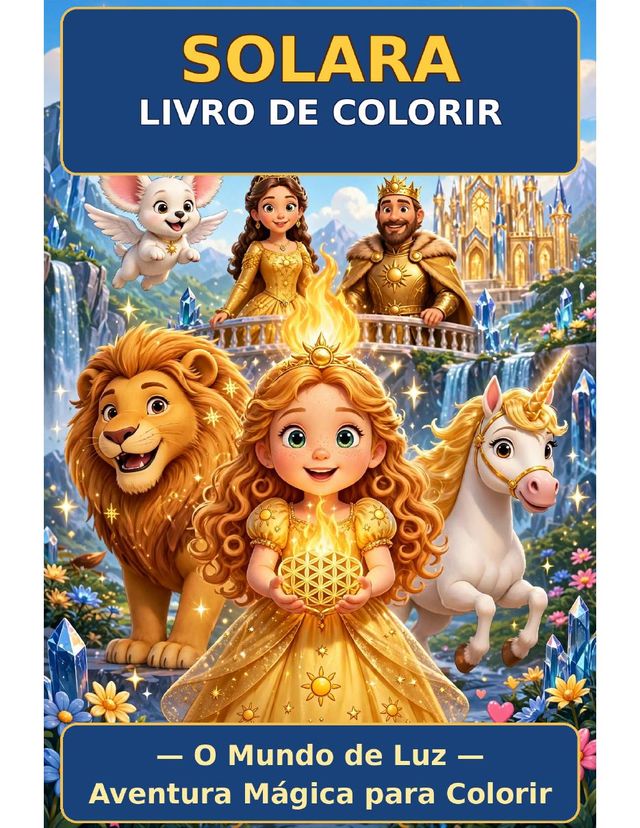 SOLARA
LIVRO DE COLORIR
— O Mundo de Luz —
Aventura Mágica para Colorir